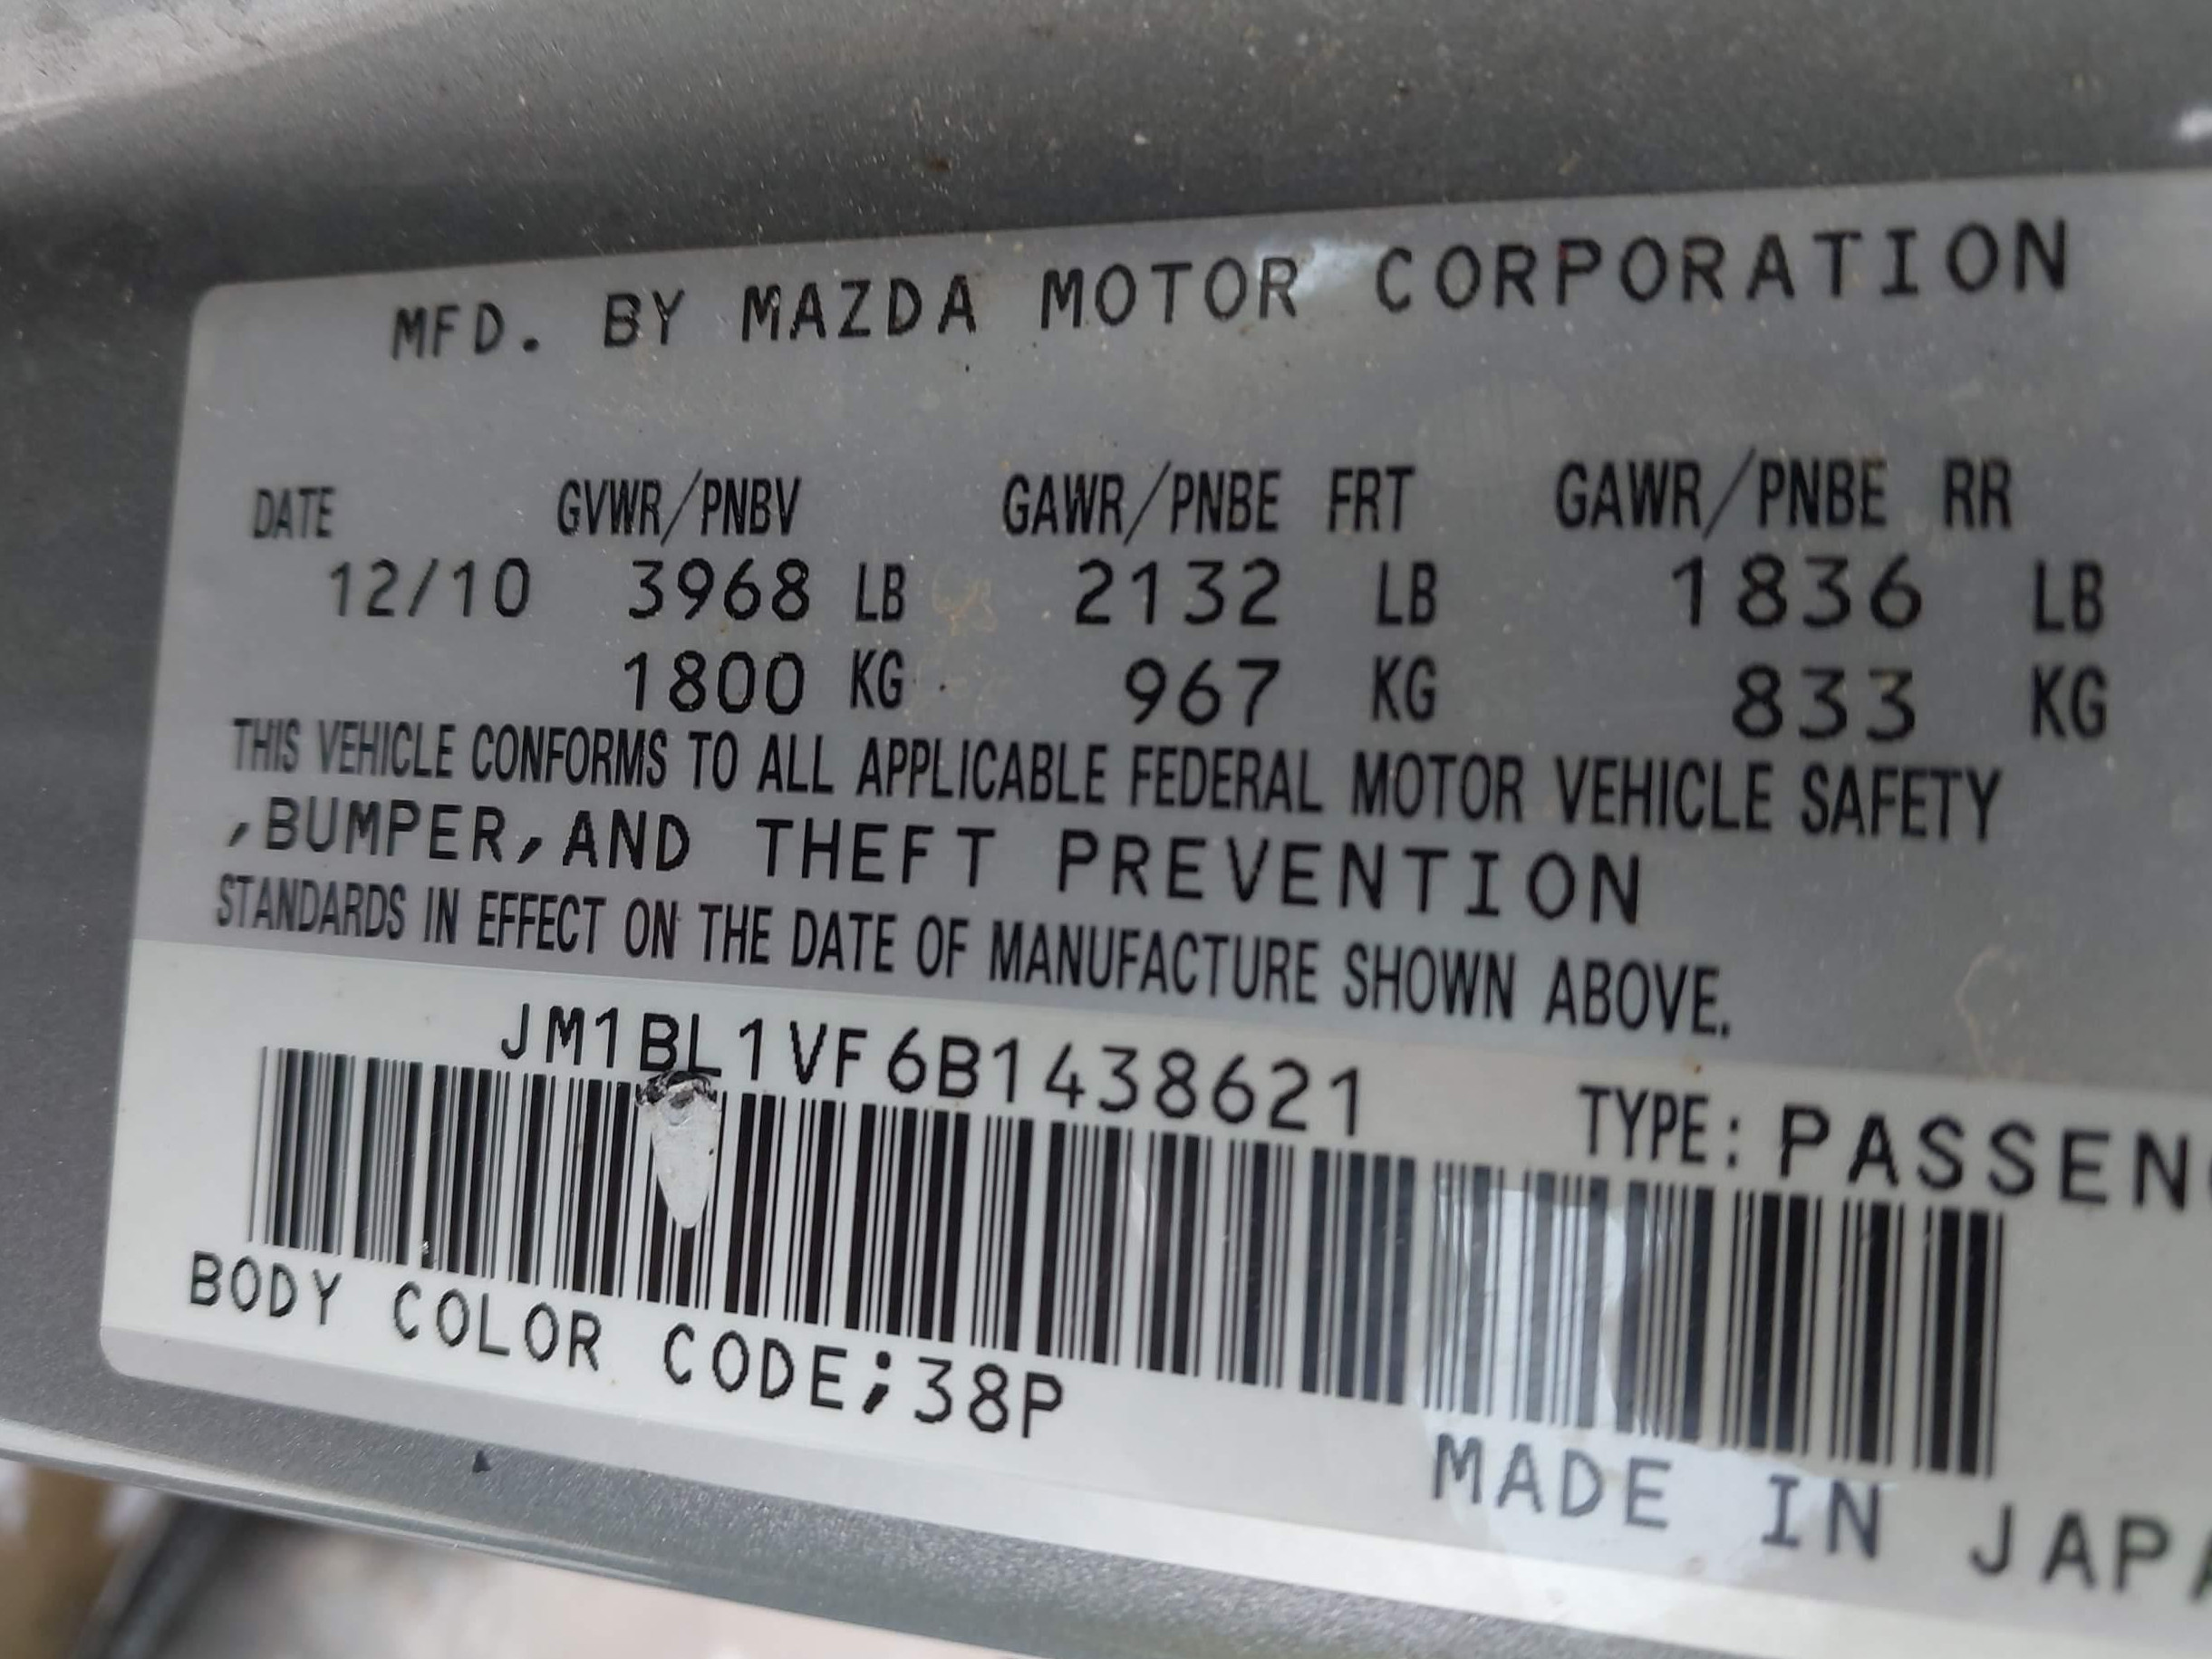 MFD. BY MAZDA MOTOR CORPORATION
DATE GVWR/PNBV GAWR/PNBE FRT GAWR/PNBE RR
12/10 3968 LB 2132 LB 1836 LB
1800 KG 967 KG 833 KG
THIS VEHICLE CONFORMS TO ALL APPLICABLE FEDERAL MOTOR VEHICLE SAFETY
,BUMPER,AND THEFT PREVENTION
STANDARDS IN EFFECT ON THE DATE OF MANUFACTURE SHOWN ABOVE.
JM1BL1VF6B1438621 TYPE: PASSEN
BODY COLOR CODE;38P
MADE IN JAP